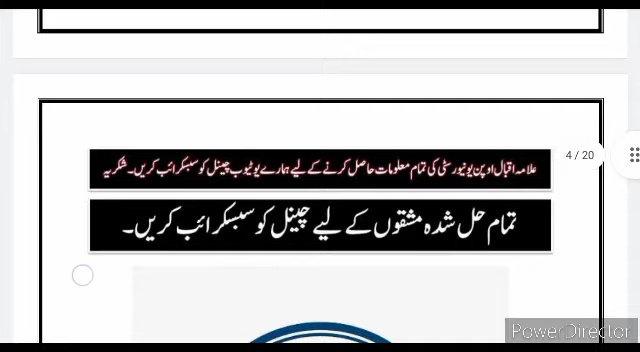 علامہ اقبال اوپن یونیورسٹی کی تمام معلومات حاصل کرنے کے لیے ہمارے یوٹیوب چینل کو سبسکرائب کریں۔ شکریہ
4 / 20
تمام حل شدہ مشقوں کے لیے چینل کو سبسکرائب کریں۔
PowerDirector